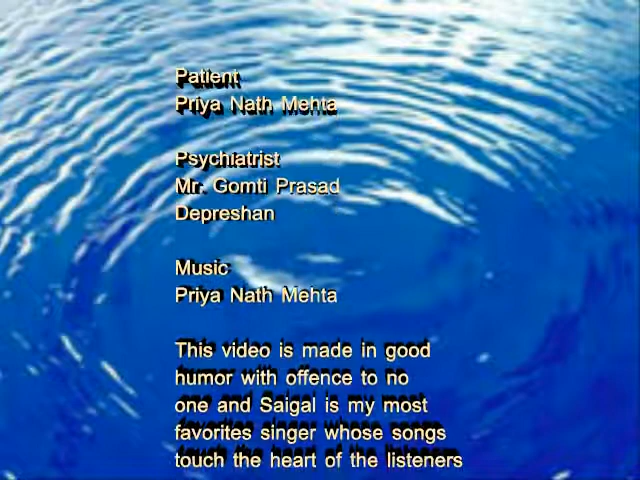 Patient
Priya Nath Mehta
Psychiatrist
Mr. Gomti Prasad
Depreshan
Music
Priya Nath Mehta
This video is made in good
humor with offence to no
one and Saigal is my most
favorites singer whose songs
touch the heart of the listeners